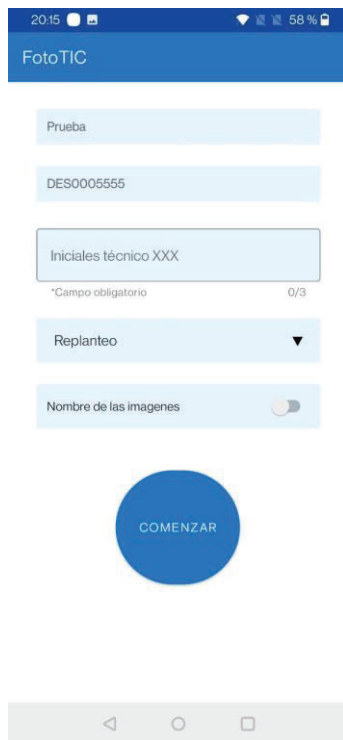 20:15 58 %
FotoTIC
Prueba
DES0005555
Iniciales técnico XXX
*Campo obligatorio 0/3
Replanteo
Nombre de las imagenes
COMENZAR